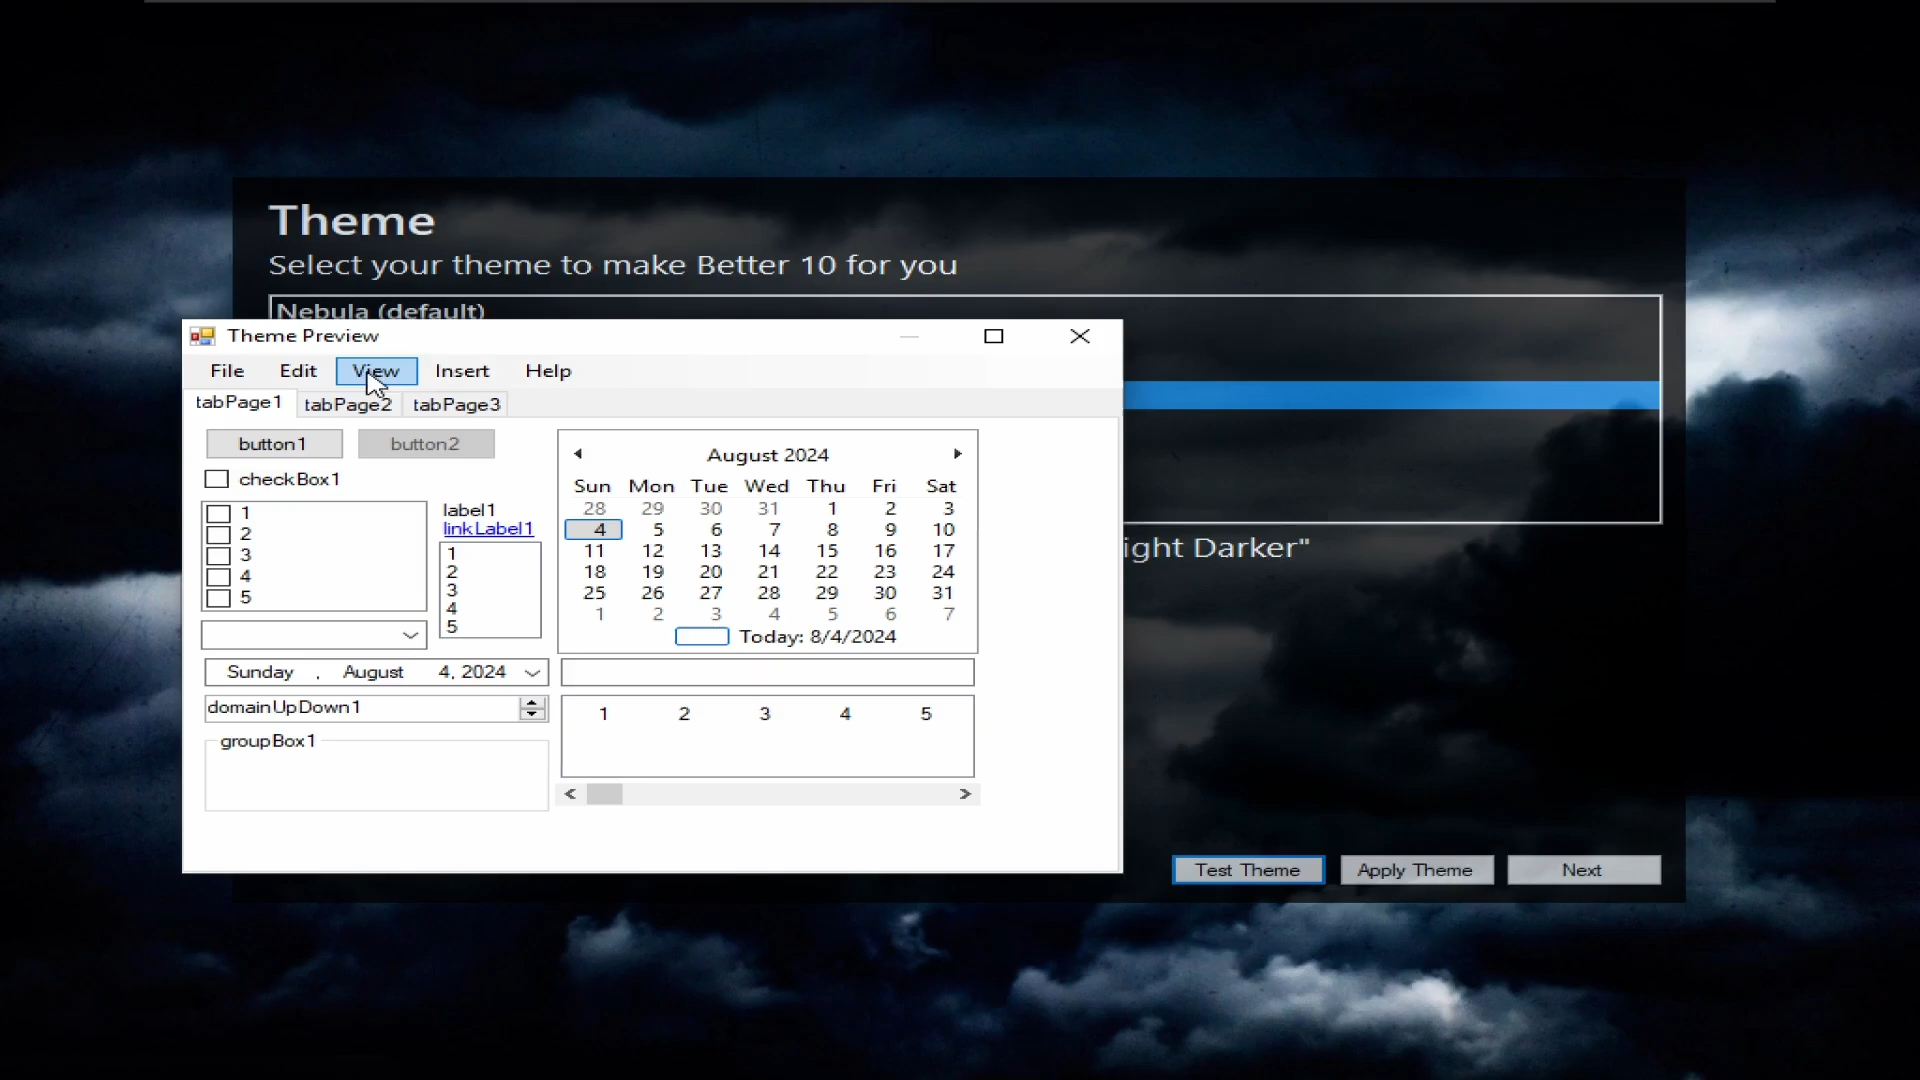 Theme
Select your theme to make Better 10 for you
Nebula (default)
Theme Preview
File Edit View Insert Help
tabPage1 tabPage2 tabPage3
button1 button2
checkBox1
1
2
3
4
5
label1
linkLabel1
1
2
3
4
5
August 2024
Sun Mon Tue Wed Thu Fri Sat
28 29 30 31 1 2 3
4 5 6 7 8 9 10
11 12 13 14 15 16 17
18 19 20 21 22 23 24
25 26 27 28 29 30 31
1 2 3 4 5 6 7
Today: 8/4/2024
Sunday , August 4, 2024
domainUpDown1
1 2 3 4 5
groupBox1
ight Darker"
Test Theme Apply Theme Next